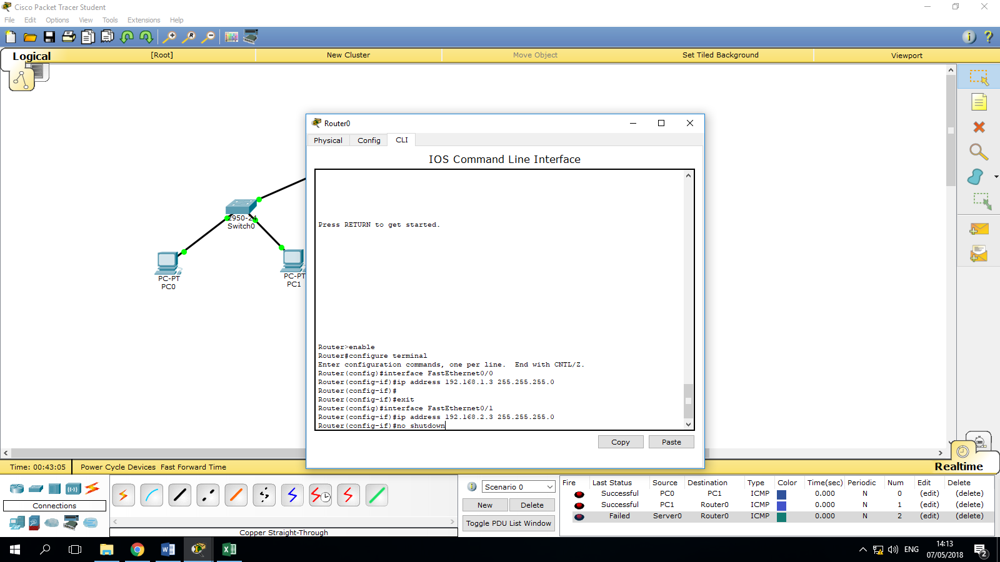 Cisco Packet Tracer Student
File Edit Options View Tools Extensions Help
Logical [Root] New Cluster Move Object Set Tiled Background Viewport
Router0
Physical Config CLI
IOS Command Line Interface
Press RETURN to get started.
Router>enable
Router#configure terminal
Enter configuration commands, one per line.  End with CNTL/Z.
Router(config)#interface FastEthernet0/0
Router(config-if)#ip address 192.168.1.3 255.255.255.0
Router(config-if)#
Router(config-if)#exit
Router(config)#interface FastEthernet0/1
Router(config-if)#ip address 192.168.2.3 255.255.255.0
Router(config-if)#no shutdown
Copy Paste
2950-24
Switch0
PC-PT
PC0
PC-PT
PC1
Time: 00:43:05 Power Cycle Devices Fast Forward Time
Realtime
Connections
Copper Straight-Through
Scenario 0
New Delete
Toggle PDU List Window
Fire Last Status Source Destination Type Color Time(sec) Periodic Num Edit Delete
Successful PC0 PC1 ICMP 0.000 N 0 (edit) (delete)
Successful PC1 Router0 ICMP 0.000 N 1 (edit) (delete)
Failed Server0 Router0 ICMP 0.000 N 2 (edit) (delete)
ENG
14:13
07/05/2018
2